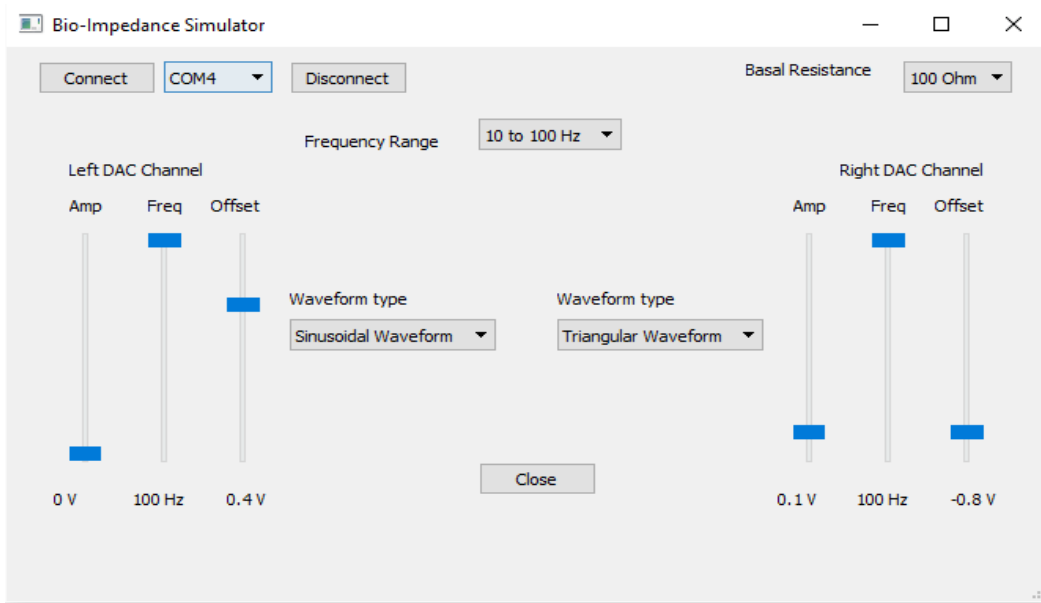 Bio-Impedance Simulator
Connect COM4 Disconnect Basal Resistance 100 Ohm
Frequency Range 10 to 100 Hz
Left DAC Channel Right DAC Channel
Amp Freq Offset Amp Freq Offset
Waveform type Waveform type
Sinusoidal Waveform Triangular Waveform
Close
0 V 100 Hz 0.4 V 0.1 V 100 Hz -0.8 V